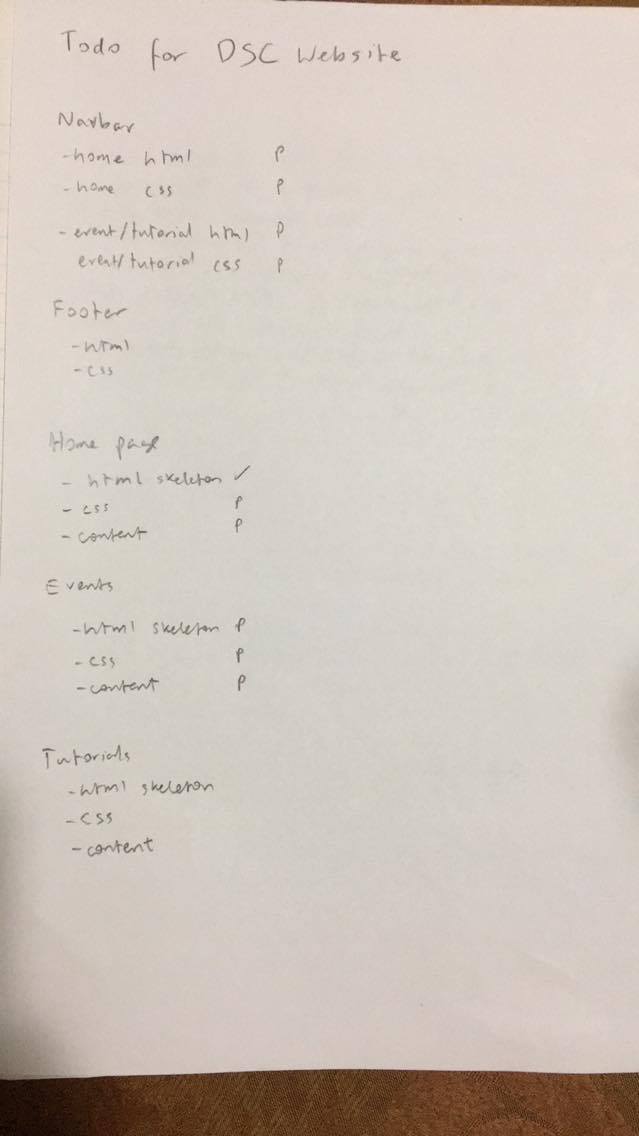 Todo for DSC Website
Navbar
- home html P
- home css P
- event/tutorial html P
event/tutorial css P
Footer
- html
- css
Home page
- html skeleton ✓
- css P
- content P
Events
- html skeleton P
- css P
- content P
Tutorials
- html skeleton
- css
- content